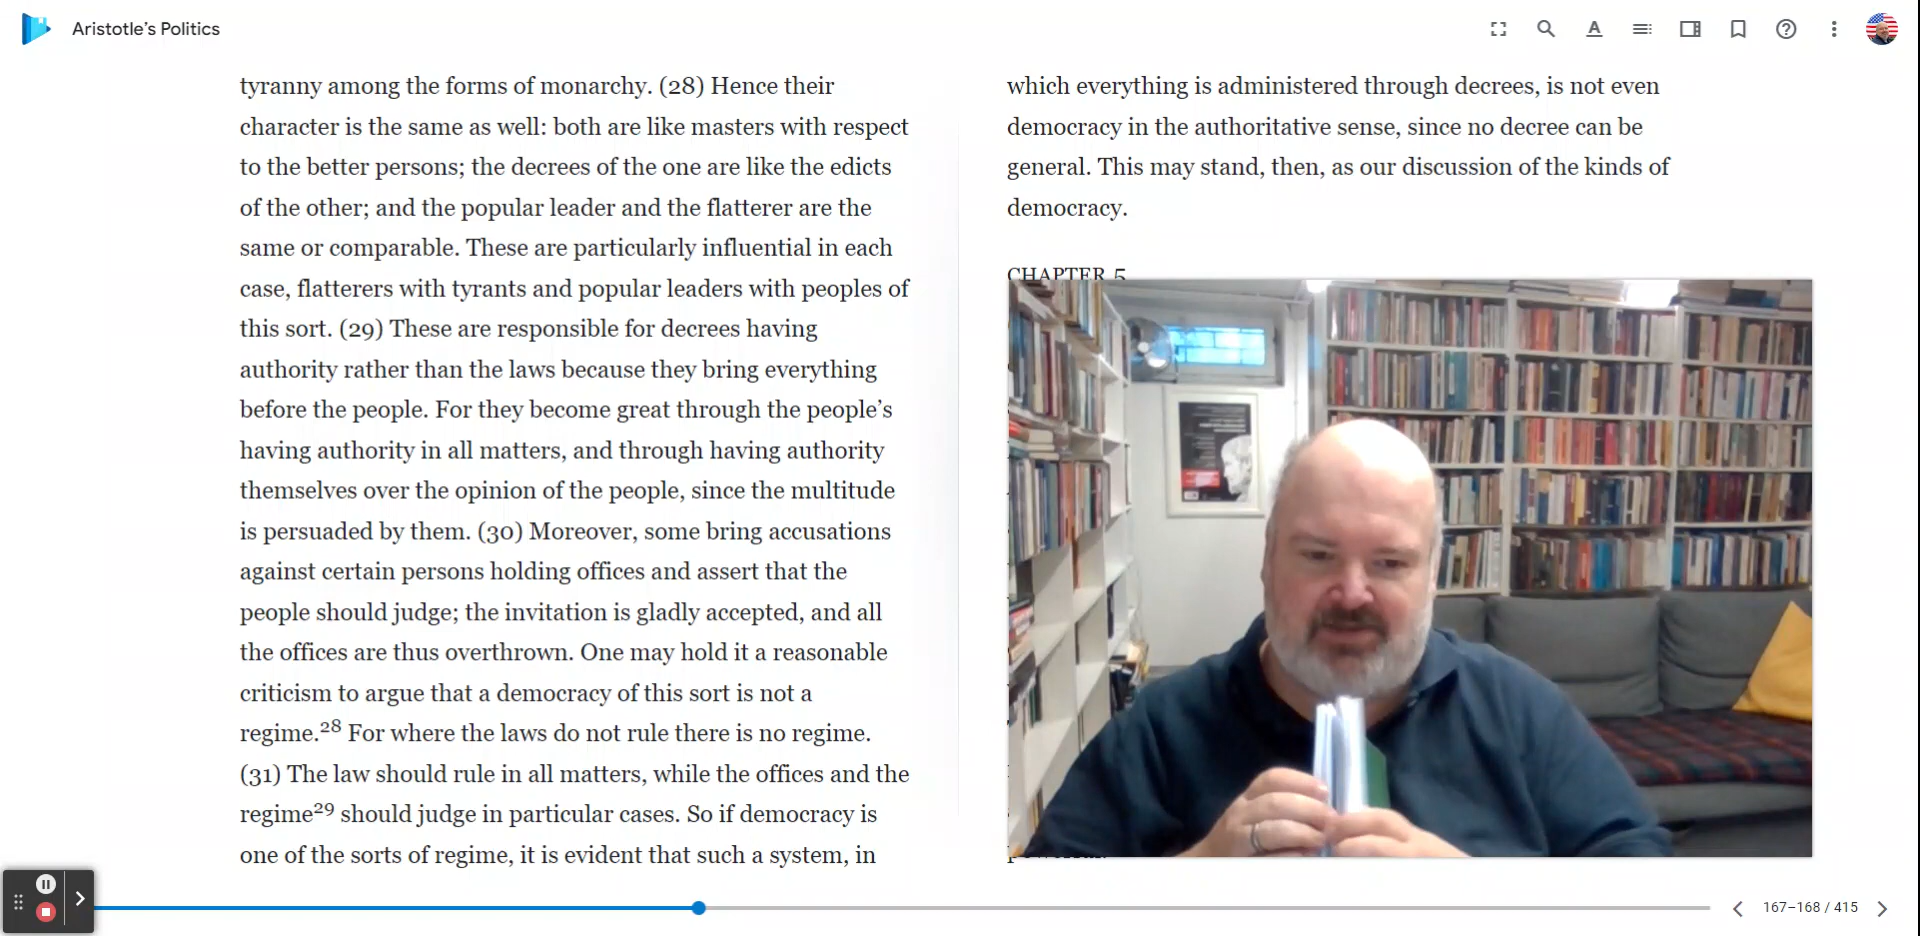 Aristotle's Politics
tyranny among the forms of monarchy. (28) Hence their
character is the same as well: both are like masters with respect
to the better persons; the decrees of the one are like the edicts
of the other; and the popular leader and the flatterer are the
same or comparable. These are particularly influential in each
case, flatterers with tyrants and popular leaders with peoples of
this sort. (29) These are responsible for decrees having
authority rather than the laws because they bring everything
before the people. For they become great through the people’s
having authority in all matters, and through having authority
themselves over the opinion of the people, since the multitude
is persuaded by them. (30) Moreover, some bring accusations
against certain persons holding offices and assert that the
people should judge; the invitation is gladly accepted, and all
the offices are thus overthrown. One may hold it a reasonable
criticism to argue that a democracy of this sort is not a
regime.²⁸ For where the laws do not rule there is no regime.
(31) The law should rule in all matters, while the offices and the
regime²⁹ should judge in particular cases. So if democracy is
one of the sorts of regime, it is evident that such a system, in
which everything is administered through decrees, is not even
democracy in the authoritative sense, since no decree can be
general. This may stand, then, as our discussion of the kinds of
democracy.
CHAPTER 5
167–168 / 415